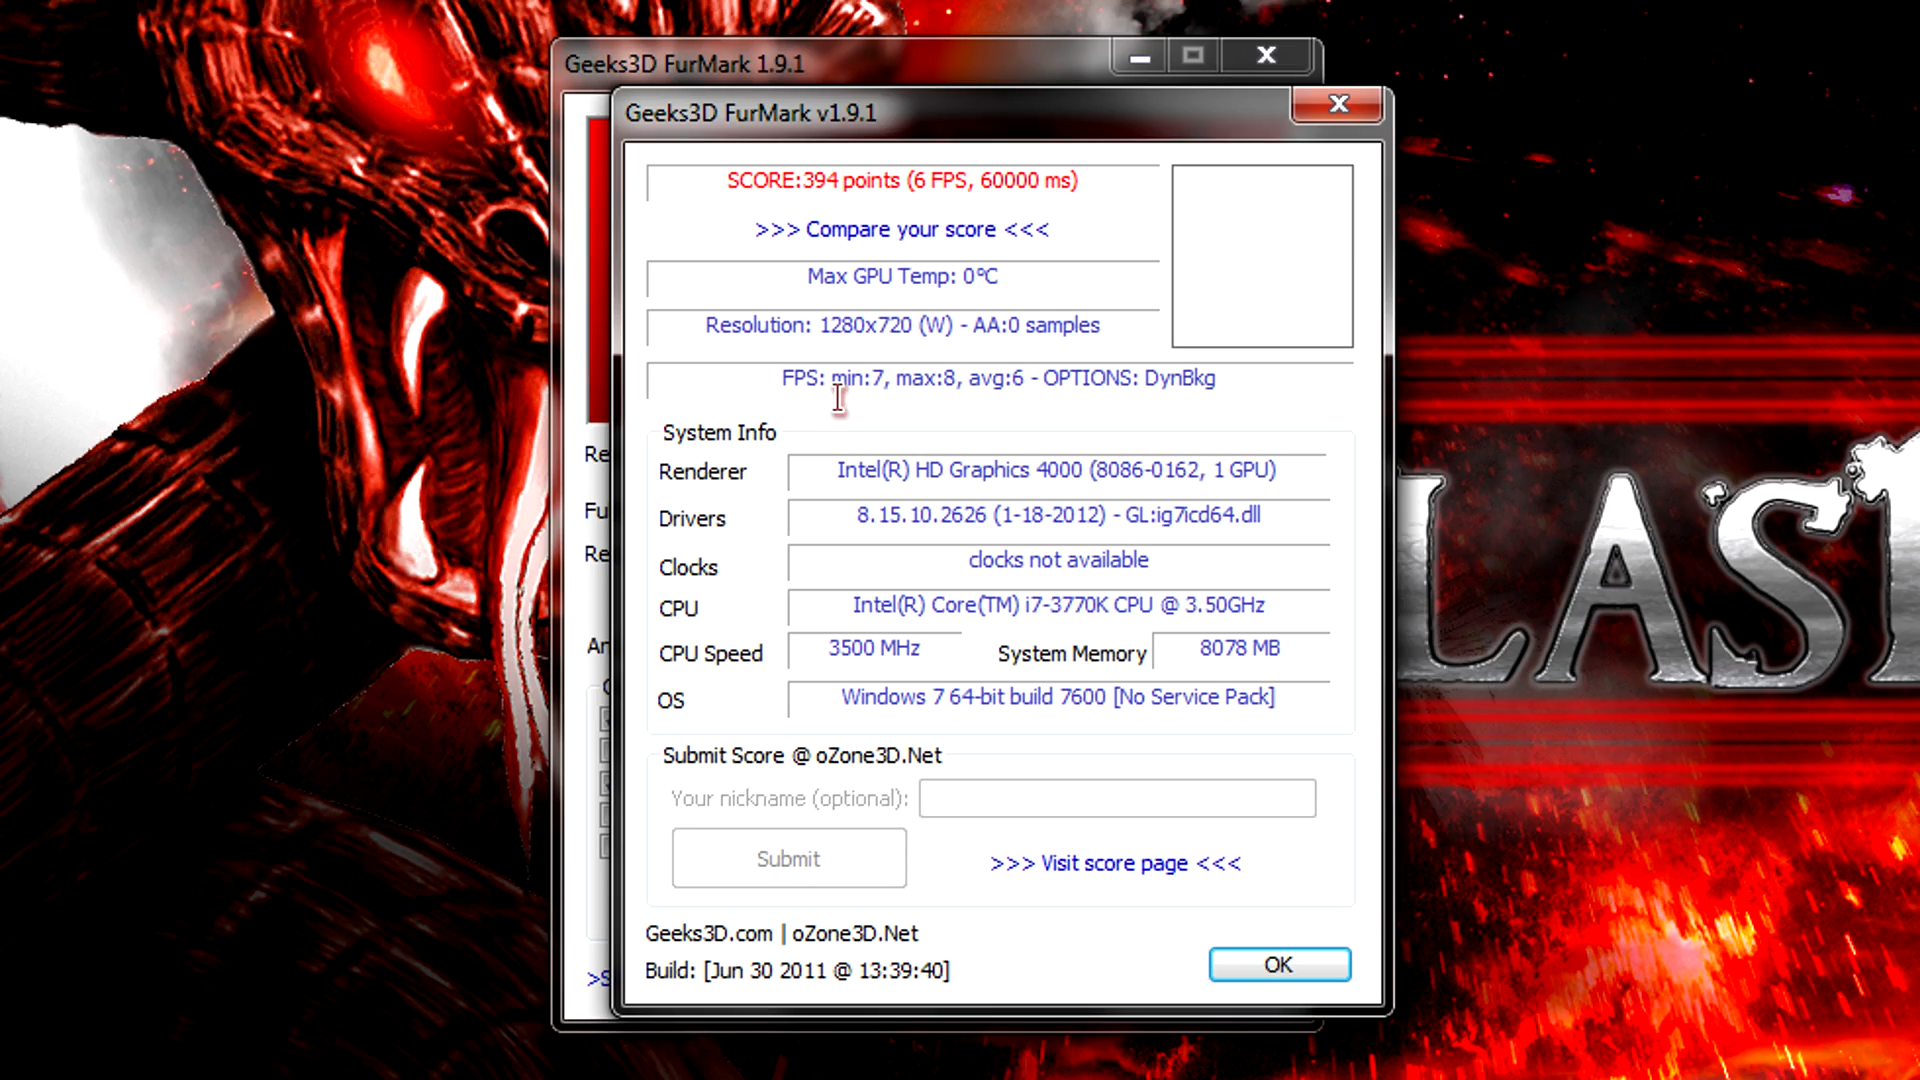 Geeks3D FurMark 1.9.1
Geeks3D FurMark v1.9.1
SCORE:394 points (6 FPS, 60000 ms)
>>> Compare your score <<<
Max GPU Temp: 0°C
Resolution: 1280x720 (W) - AA:0 samples
FPS: min:7, max:8, avg:6 - OPTIONS: DynBkg
System Info
Renderer Intel(R) HD Graphics 4000 (8086-0162, 1 GPU)
Drivers 8.15.10.2626 (1-18-2012) - GL:ig7icd64.dll
Clocks clocks not available
CPU Intel(R) Core(TM) i7-3770K CPU @ 3.50GHz
CPU Speed 3500 MHz System Memory 8078 MB
OS Windows 7 64-bit build 7600 [No Service Pack]
Submit Score @ oZone3D.Net
Your nickname (optional):
Submit >>> Visit score page <<<
Geeks3D.com | oZone3D.Net
Build: [Jun 30 2011 @ 13:39:40]
OK
Re
Fu
Re
An
>S
LAS